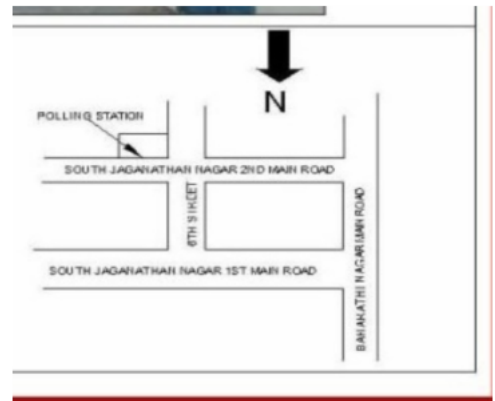 N
POLLING STATION
SOUTH JAGANATHAN NAGAR 2ND MAIN ROAD
6TH STREET
SOUTH JAGANATHAN NAGAR 1ST MAIN ROAD
NAGAR MAIN ROAD